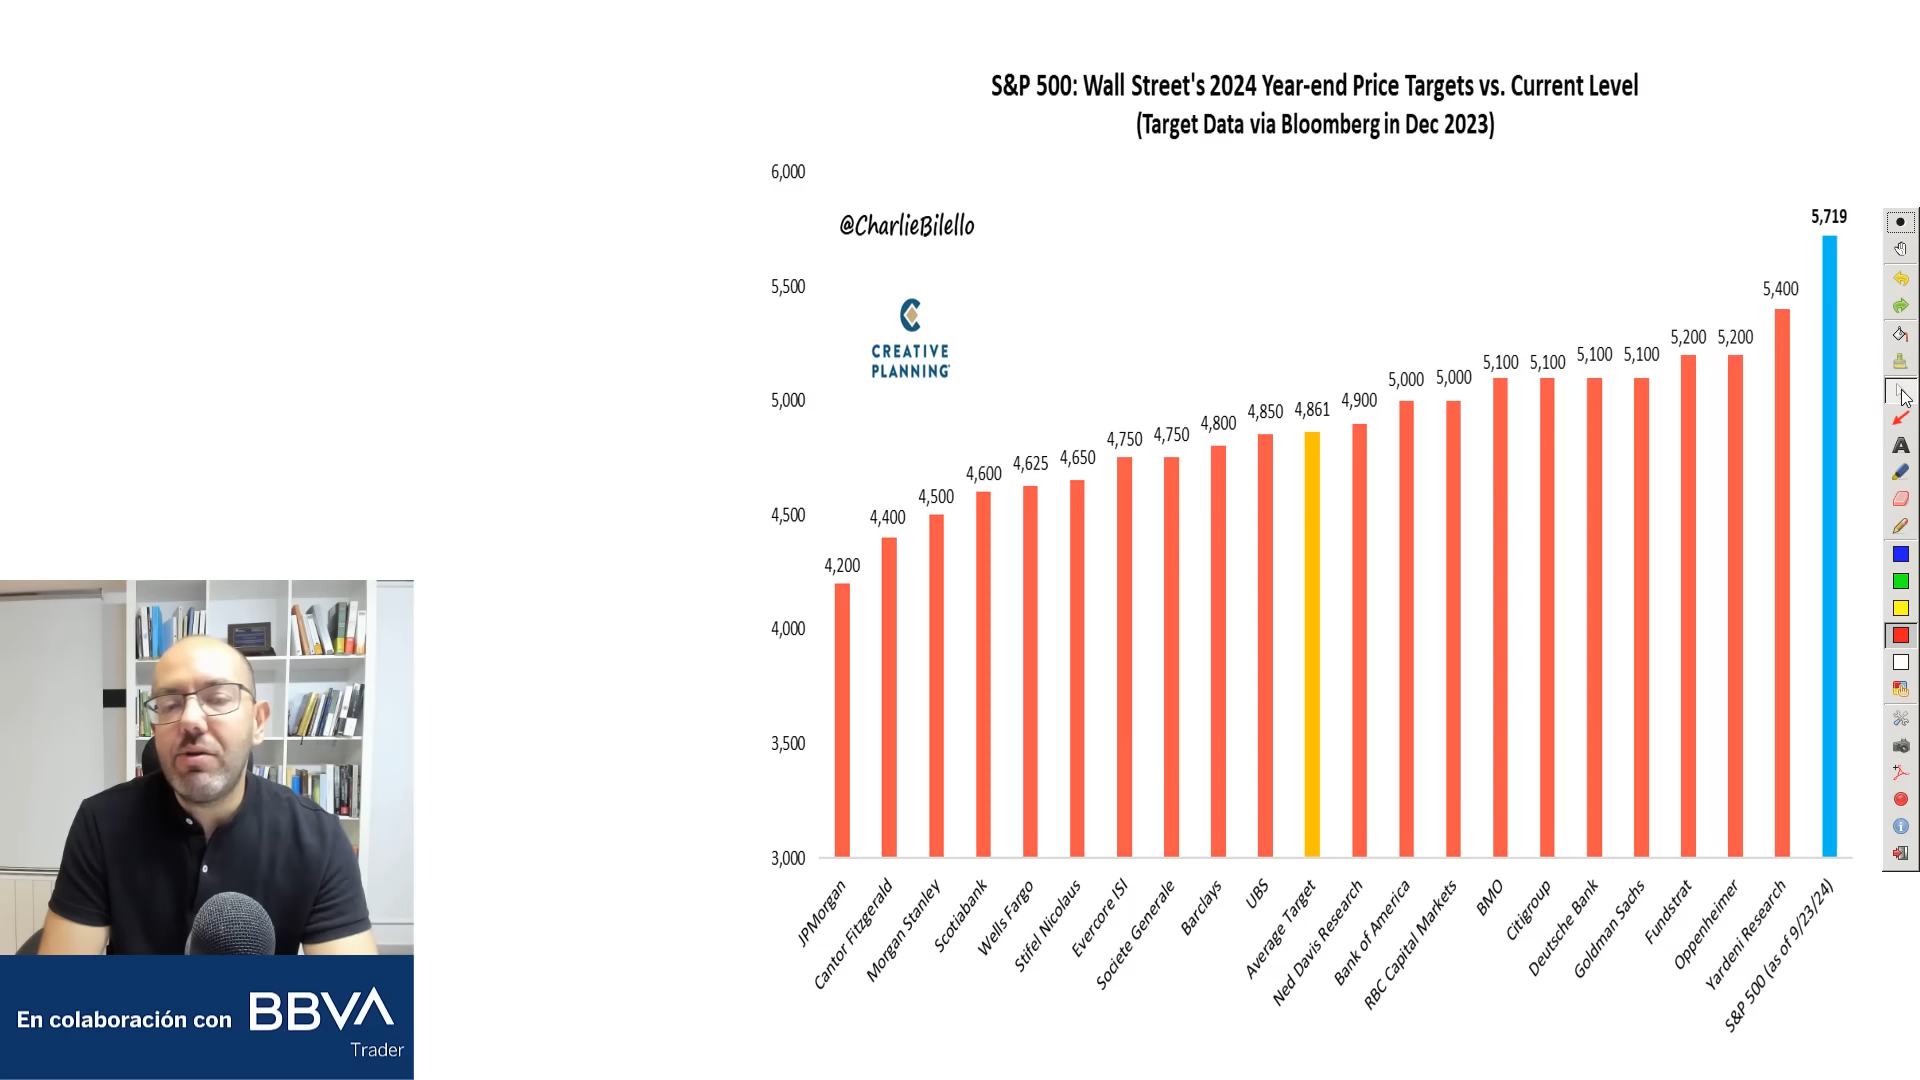 S&P 500: Wall Street's 2024 Year-end Price Targets vs. Current Level
(Target Data via Bloomberg in Dec 2023)
@CharlieBilello
CREATIVE
PLANNING
6,000
5,500
5,000
4,500
4,000
3,500
3,000
4,200
4,400
4,500
4,600
4,625
4,650
4,750
4,750
4,800
4,850
4,861
4,900
5,000
5,000
5,100
5,100
5,100
5,100
5,200
5,200
5,400
5,719
JPMorgan
Cantor Fitzgerald
Morgan Stanley
Scotiabank
Wells Fargo
Stifel Nicolaus
Evercore ISI
Societe Generale
Barclays
UBS
Average Target
Ned Davis Research
Bank of America
RBC Capital Markets
BMO
Citigroup
Deutsche Bank
Goldman Sachs
Fundstrat
Oppenheimer
Yardeni Research
S&P 500 (as of 9/23/24)
A
En colaboración con BBVA
Trader